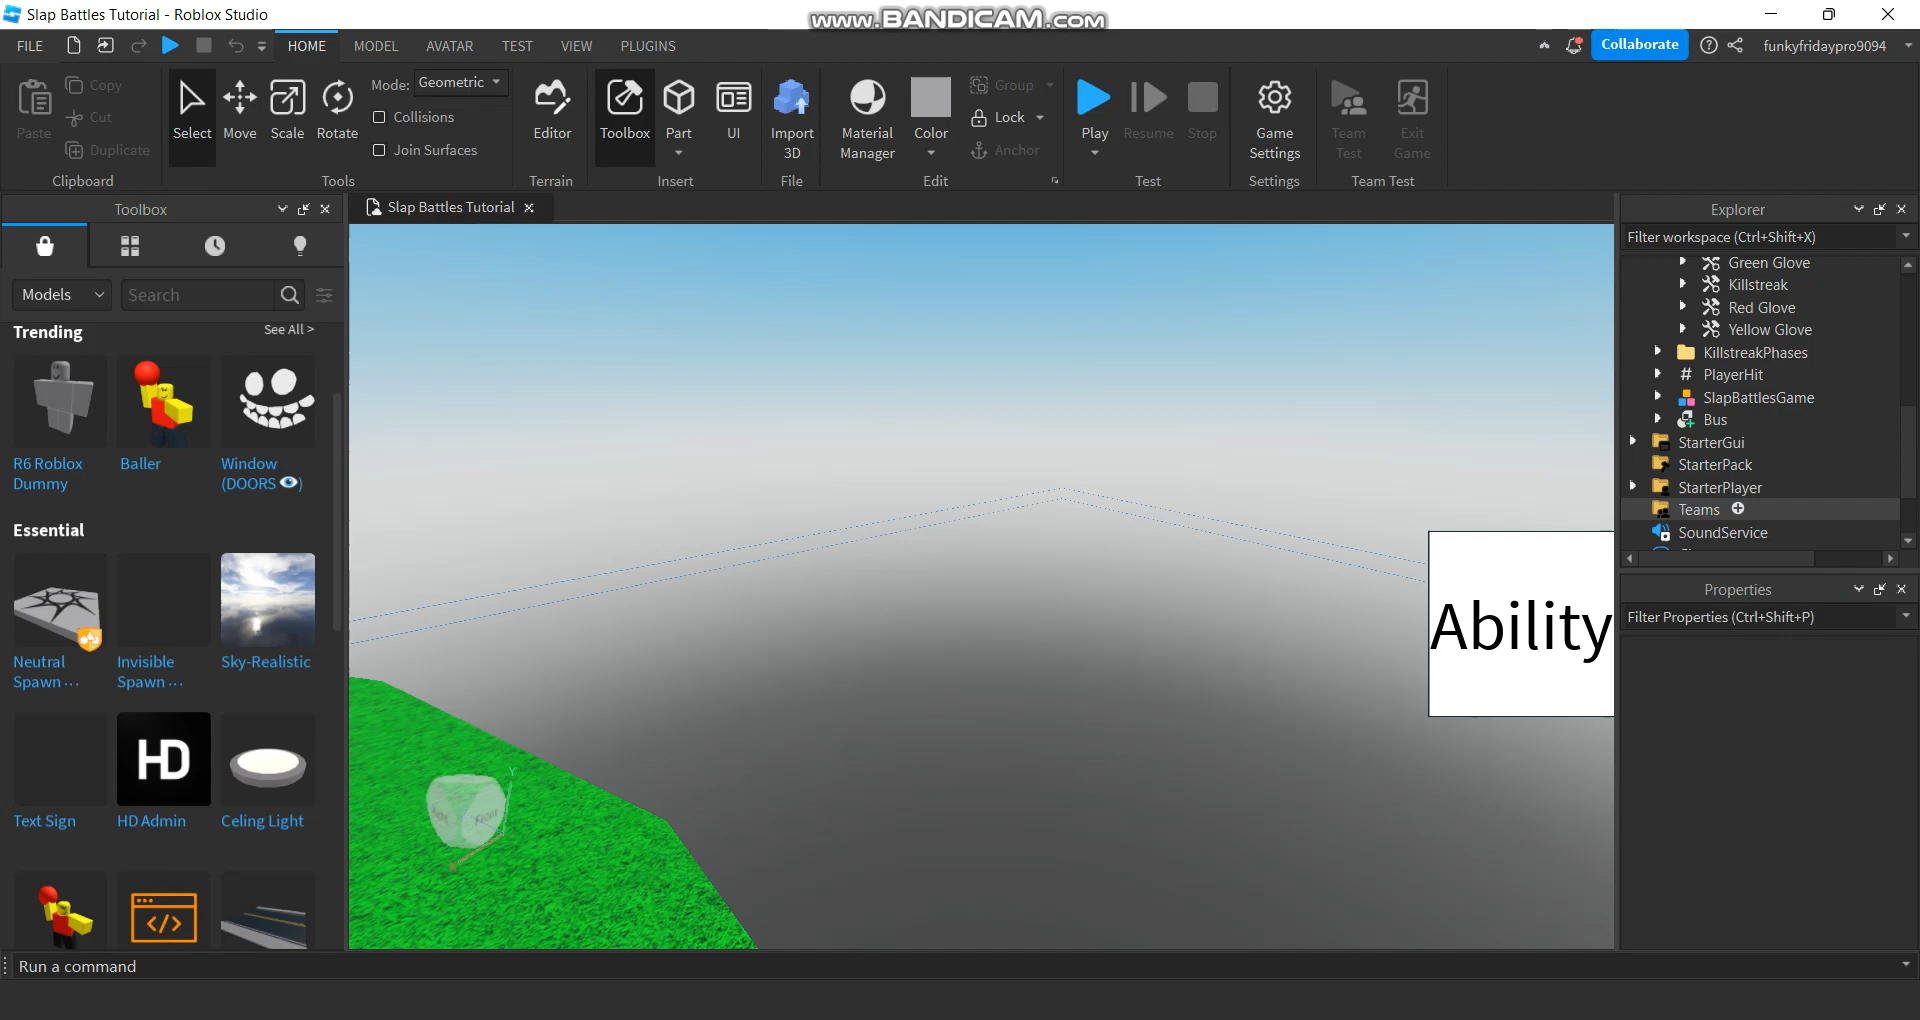 Slap Battles Tutorial - Roblox Studio
www.BANDICAM.com
FILE
HOME
MODEL
AVATAR
TEST
VIEW
PLUGINS
Collaborate
funkyfridaypro9094
Paste
Copy
Cut
Duplicate
Clipboard
Select
Move
Scale
Rotate
Mode: Geometric
Collisions
Join Surfaces
Tools
Editor
Terrain
Toolbox
Part
UI
Insert
Import
3D
File
Material
Manager
Color
Group
Lock
Anchor
Edit
Play
Resume
Stop
Test
Game
Settings
Settings
Team
Test
Exit
Game
Team Test
Toolbox
Models
Search
Trending
See All >
R6 Roblox
Dummy
Baller
Window
(DOORS 👁)
Essential
Neutral
Spawn ...
Invisible
Spawn ...
Sky-Realistic
HD
Text Sign
HD Admin
Celing Light
Slap Battles Tutorial
Ability
Front
Y
Explorer
Filter workspace (Ctrl+Shift+X)
Green Glove
Killstreak
Red Glove
Yellow Glove
KillstreakPhases
PlayerHit
SlapBattlesGame
Bus
StarterGui
StarterPack
StarterPlayer
Teams
SoundService
Properties
Filter Properties (Ctrl+Shift+P)
Run a command